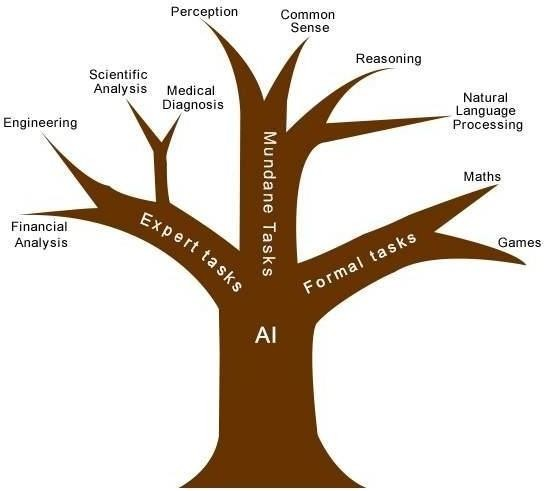 Perception
Common
Sense
Reasoning
Scientific
Analysis
Medical
Diagnosis
Natural
Language
Processing
Engineering
Maths
Financial
Analysis
Games
Expert tasks
Mundane Tasks
Formal tasks
AI